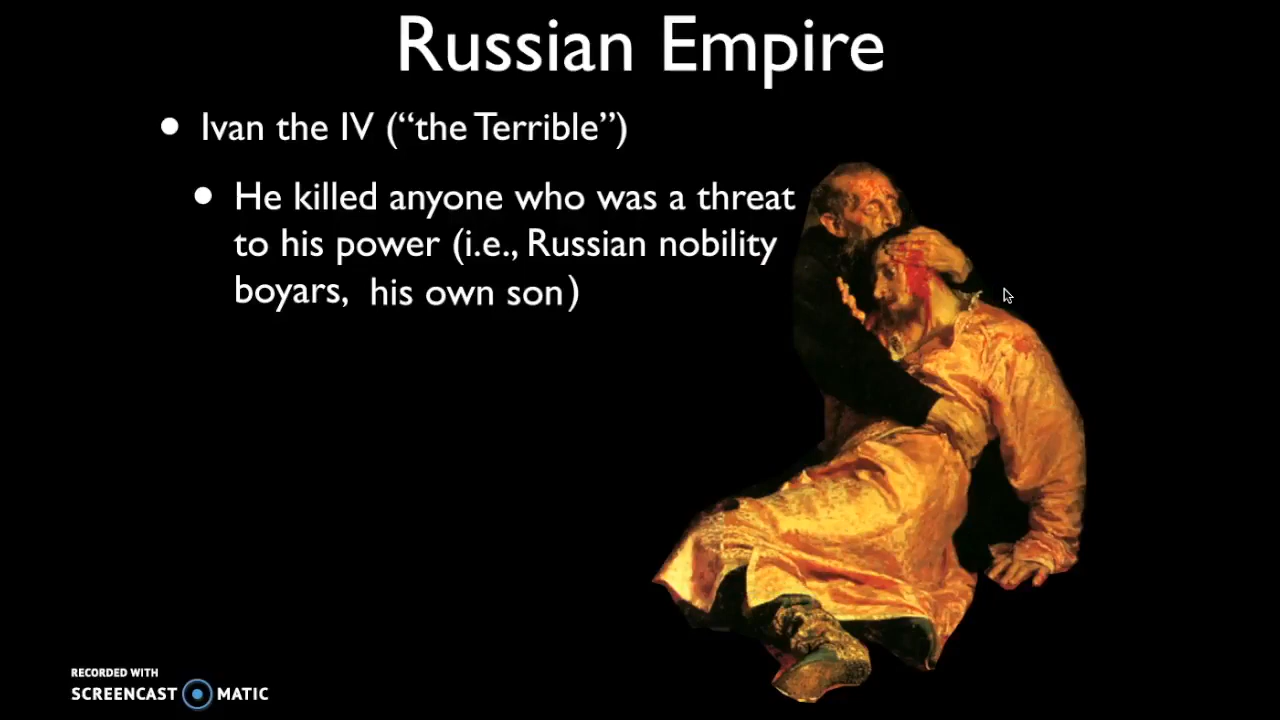 Russian Empire
• Ivan the IV (“the Terrible”)
• He killed anyone who was a threat
to his power (i.e., Russian nobility
boyars, his own son)
RECORDED WITH
SCREENCAST MATIC